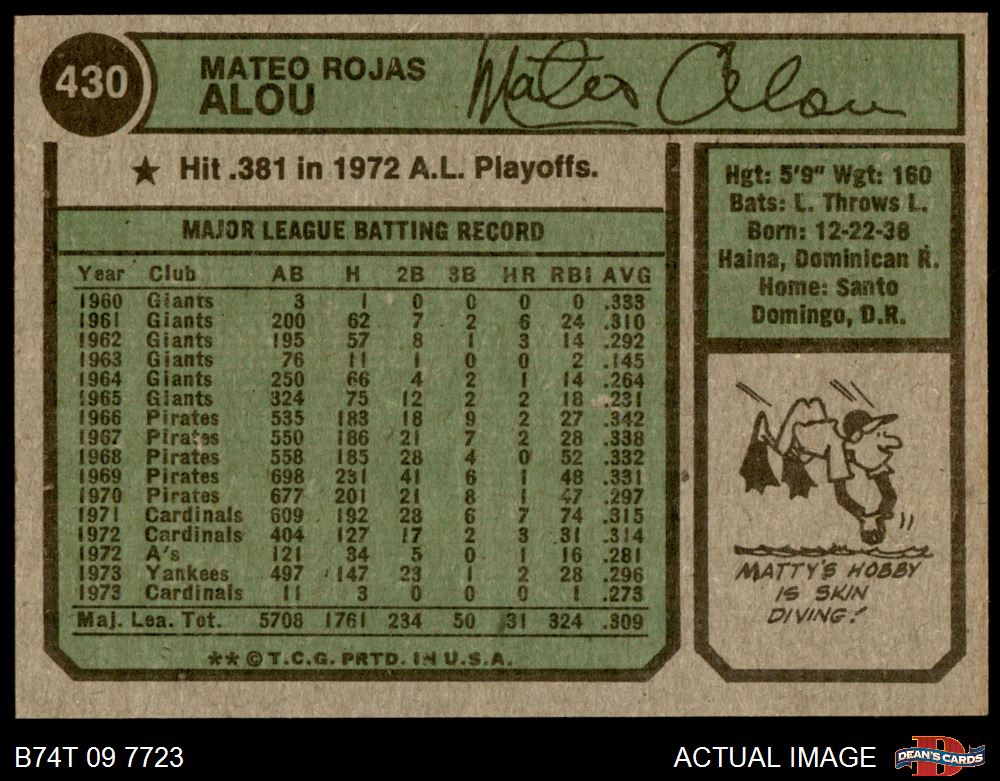 430
MATEO ROJAS
ALOU
Mateo Alou
★ Hit .381 in 1972 A.L. Playoffs.
MAJOR LEAGUE BATTING RECORD
Year Club AB H 2B 3B HR RBI AVG
1960 Giants 3 1 0 0 0 0 .333
1961 Giants 200 62 7 2 6 24 .310
1962 Giants 195 57 8 1 3 14 .292
1963 Giants 76 11 1 0 0 2 .145
1964 Giants 250 66 4 2 1 14 .264
1965 Giants 324 75 12 2 2 18 .231
1966 Pirates 535 183 18 9 2 27 .342
1967 Pirates 550 186 21 7 2 28 .338
1968 Pirates 558 185 28 4 0 52 .332
1969 Pirates 698 231 41 6 1 48 .331
1970 Pirates 677 201 21 8 1 47 .297
1971 Cardinals 609 192 28 6 7 74 .315
1972 Cardinals 404 127 17 2 3 31 .314
1972 A's 121 34 5 0 1 16 .281
1973 Yankees 497 147 23 1 2 28 .296
1973 Cardinals 11 3 0 0 0 1 .273
Maj. Lea. Tot. 5708 1761 234 50 31 324 .309
** © T.C.G. PRTD. IN U.S.A.
Hgt: 5'9" Wgt: 160
Bats: L. Throws L.
Born: 12-22-38
Haina, Dominican R.
Home: Santo
Domingo, D.R.
MATTY'S HOBBY
IS SKIN
DIVING!
B74T 09 7723
ACTUAL IMAGE
D
DEAN'S CARDS